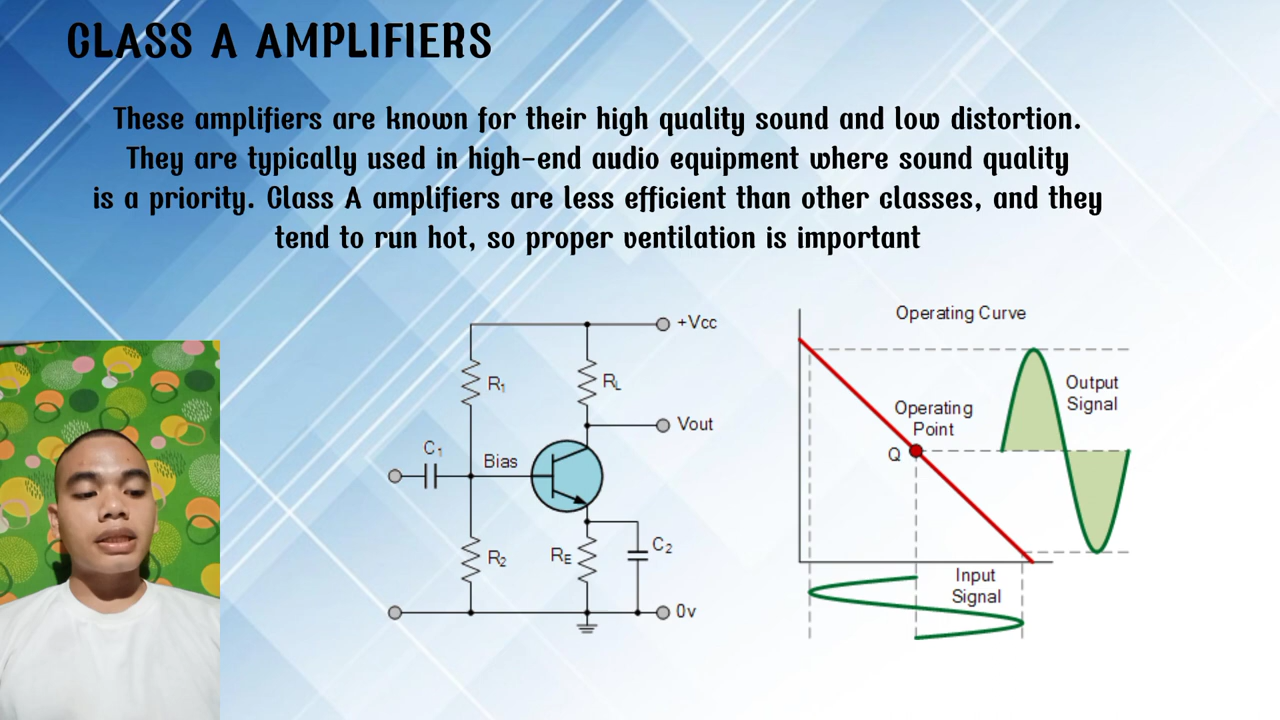 CLASS A AMPLIFIERS
These amplifiers are known for their high quality sound and low distortion.
They are typically used in high-end audio equipment where sound quality
is a priority. Class A amplifiers are less efficient than other classes, and they
tend to run hot, so proper ventilation is important
+Vcc
R₁
RL
Vout
C₁
Bias
R₂
RE
C₂
0v
Operating Curve
Output
Signal
Operating
Point
Q
Input
Signal